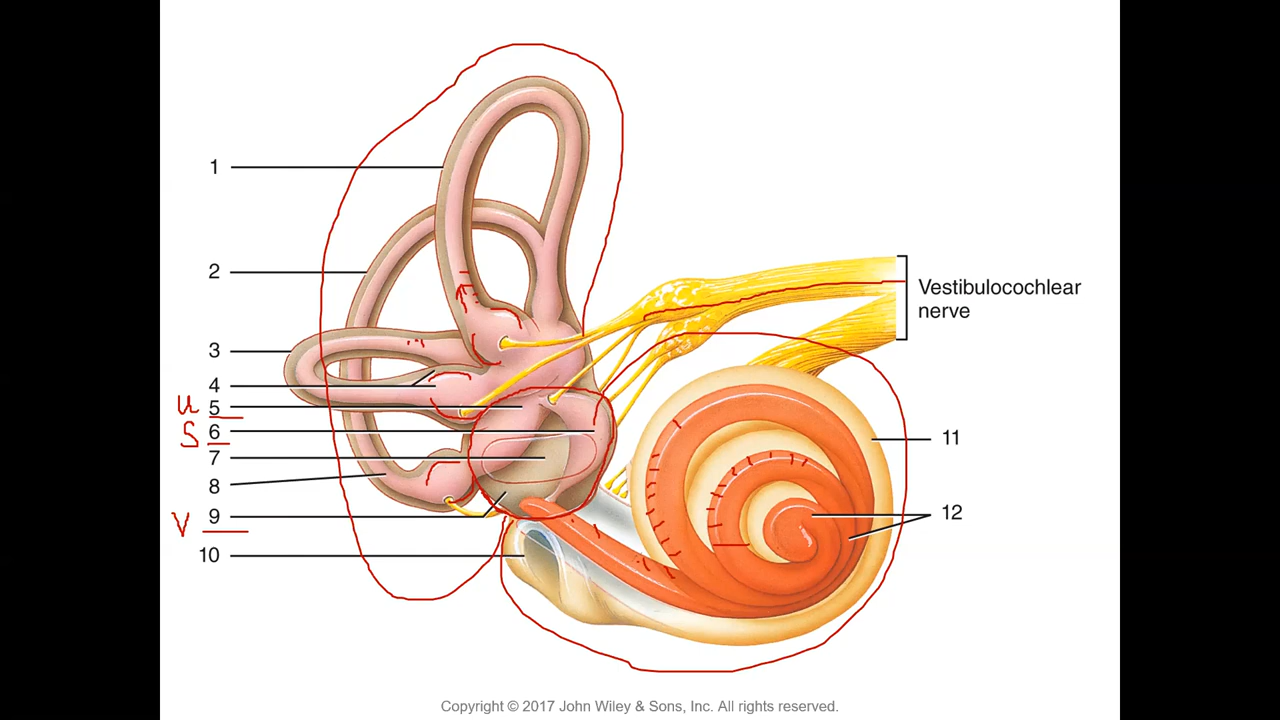 1
2
Vestibulocochlear
nerve
3
4
U 5
S 6
7
8
V 9
10
11
12
Copyright © 2017 John Wiley & Sons, Inc. All rights reserved.